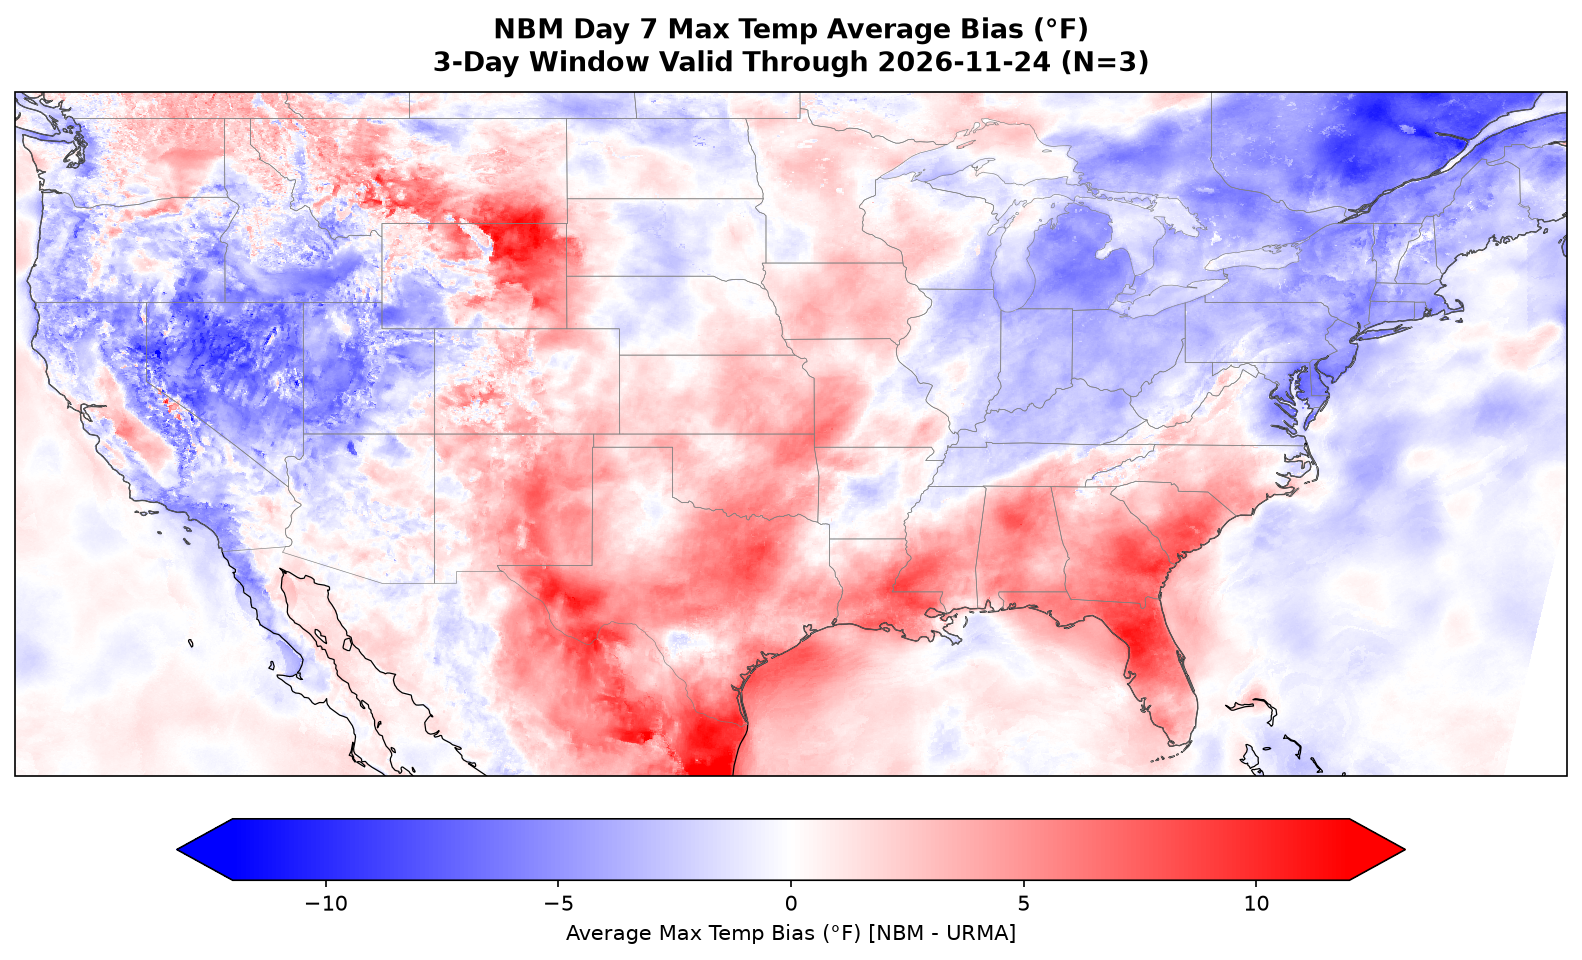 NBM Day 7 Max Temp Average Bias (°F)
3-Day Window Valid Through 2026-11-24 (N=3)
−10 −5 0 5 10
Average Max Temp Bias (°F) [NBM - URMA]